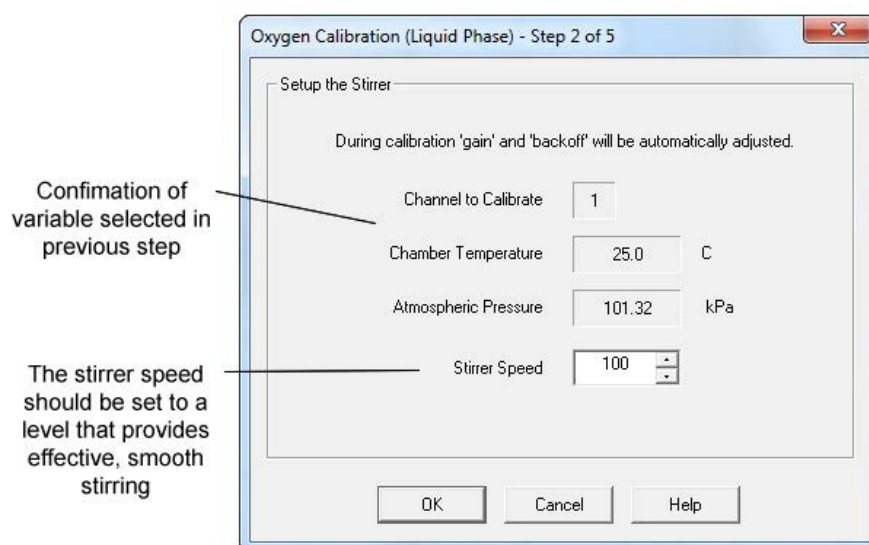 Oxygen Calibration (Liquid Phase) - Step 2 of 5
Setup the Stirrer
During calibration 'gain' and 'backoff' will be automatically adjusted.
Confimation of
variable selected in
previous step
Channel to Calibrate 1
Chamber Temperature 25.0 C
Atmospheric Pressure 101.32 kPa
The stirrer speed
should be set to a
level that provides
effective, smooth
stirring
Stirrer Speed 100
OK Cancel Help